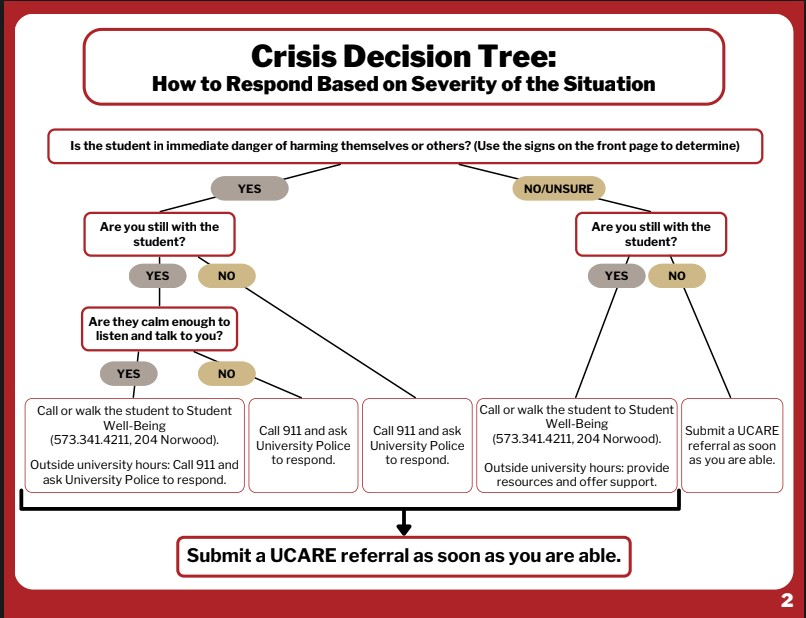 Crisis Decision Tree:
How to Respond Based on Severity of the Situation
Is the student in immediate danger of harming themselves or others? (Use the signs on the front page to determine)
YES
NO/UNSURE
Are you still with the
student?
Are you still with the
student?
YES
NO
YES
NO
Are they calm enough to
listen and talk to you?
YES
NO
Call or walk the student to Student
Well-Being
(573.341.4211, 204 Norwood).
Outside university hours: Call 911 and
ask University Police to respond.
Call 911 and ask
University Police
to respond.
Call 911 and ask
University Police
to respond.
Call or walk the student to Student
Well-Being
(573.341.4211, 204 Norwood).
Outside university hours: provide
resources and offer support.
Submit a UCARE
referral as soon
as you are able.
Submit a UCARE referral as soon as you are able.
2